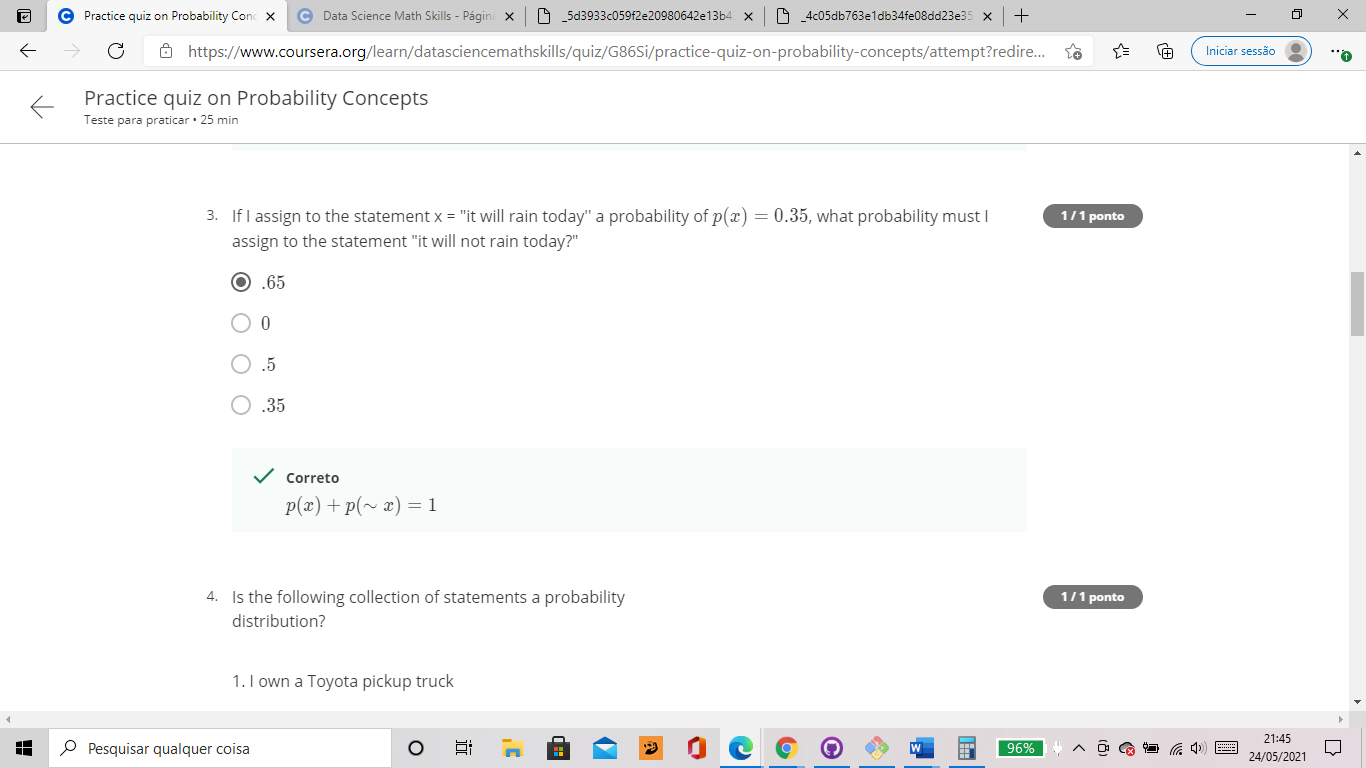 Practice quiz on Probability Conc
Data Science Math Skills - Págin
_5d3933c059f2e20980642e13b4
_4c05db763e1db34fe08dd23e35
https://www.coursera.org/learn/datasciencemathskills/quiz/G86Si/practice-quiz-on-probability-concepts/attempt?redire...
Iniciar sessão
Practice quiz on Probability Concepts
Teste para praticar • 25 min
3. If I assign to the statement x = "it will rain today" a probability of p(x) = 0.35, what probability must I
assign to the statement "it will not rain today?"
1 / 1 ponto
.65
0
.5
.35
Correto
p(x) + p(∼ x) = 1
4. Is the following collection of statements a probability
distribution?
1 / 1 ponto
1. I own a Toyota pickup truck
Pesquisar qualquer coisa
96%
21:45
24/05/2021